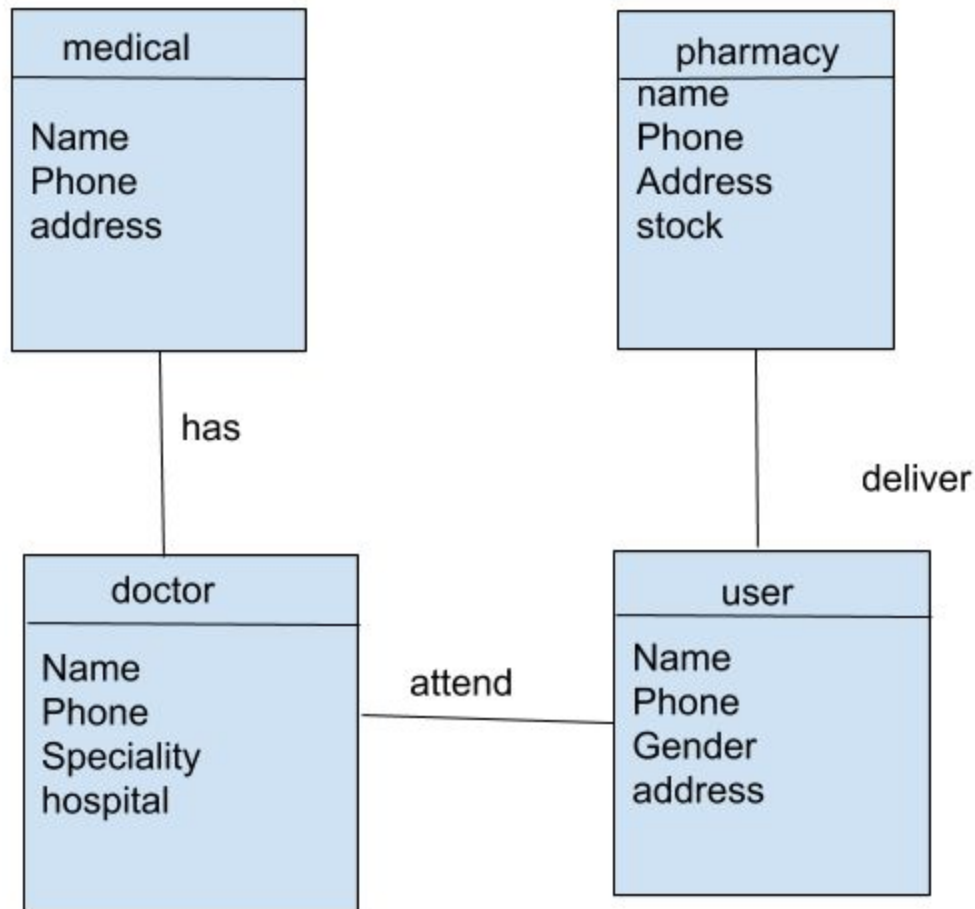 medical
Name
Phone
address
pharmacy
name
Phone
Address
stock
has
deliver
doctor
Name
Phone
Speciality
hospital
attend
user
Name
Phone
Gender
address